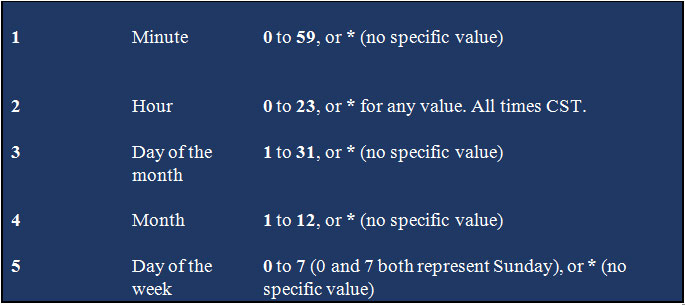 1 Minute 0 to 59, or * (no specific value)
2 Hour 0 to 23, or * for any value. All times CST.
3 Day of the 1 to 31, or * (no specific value)
month
4 Month 1 to 12, or * (no specific value)
5 Day of the 0 to 7 (0 and 7 both represent Sunday), or * (no
week specific value)